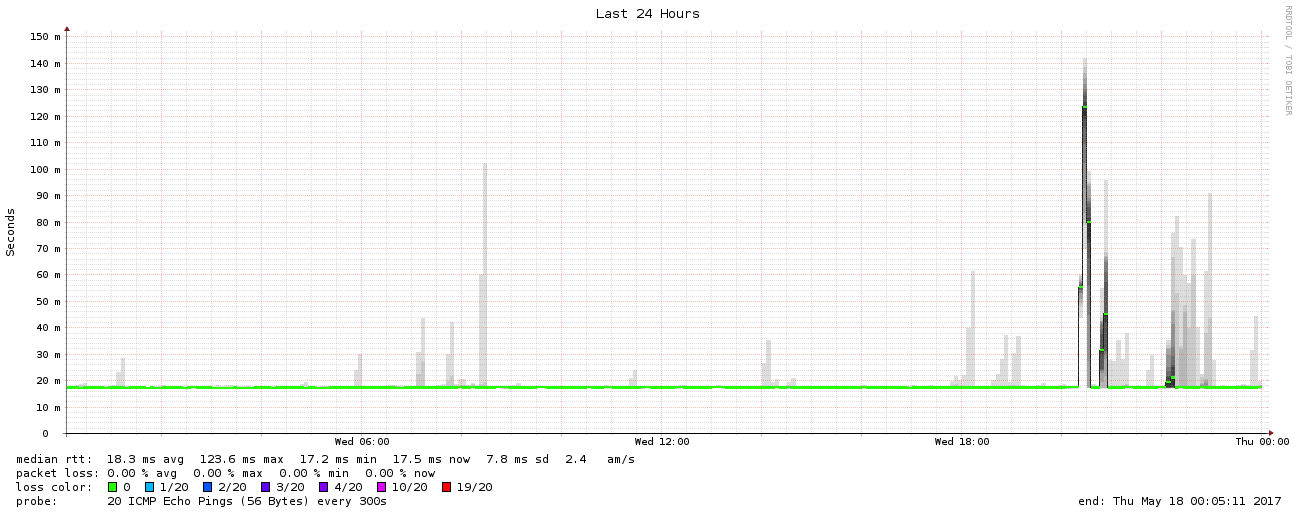 Last 24 Hours
RRDTOOL / TOBI OETIKER
Seconds
150 m
140 m
130 m
120 m
110 m
100 m
90 m
80 m
70 m
60 m
50 m
40 m
30 m
20 m
10 m
0
Wed 06:00 Wed 12:00 Wed 18:00 Thu 00:00
median rtt: 18.3 ms avg 123.6 ms max 17.2 ms min 17.5 ms now 7.8 ms sd 2.4 am/s
packet loss: 0.00 % avg 0.00 % max 0.00 % min 0.00 % now
loss color: 0 1/20 2/20 3/20 4/20 10/20 19/20
probe: 20 ICMP Echo Pings (56 Bytes) every 300s end: Thu May 18 00:05:11 2017